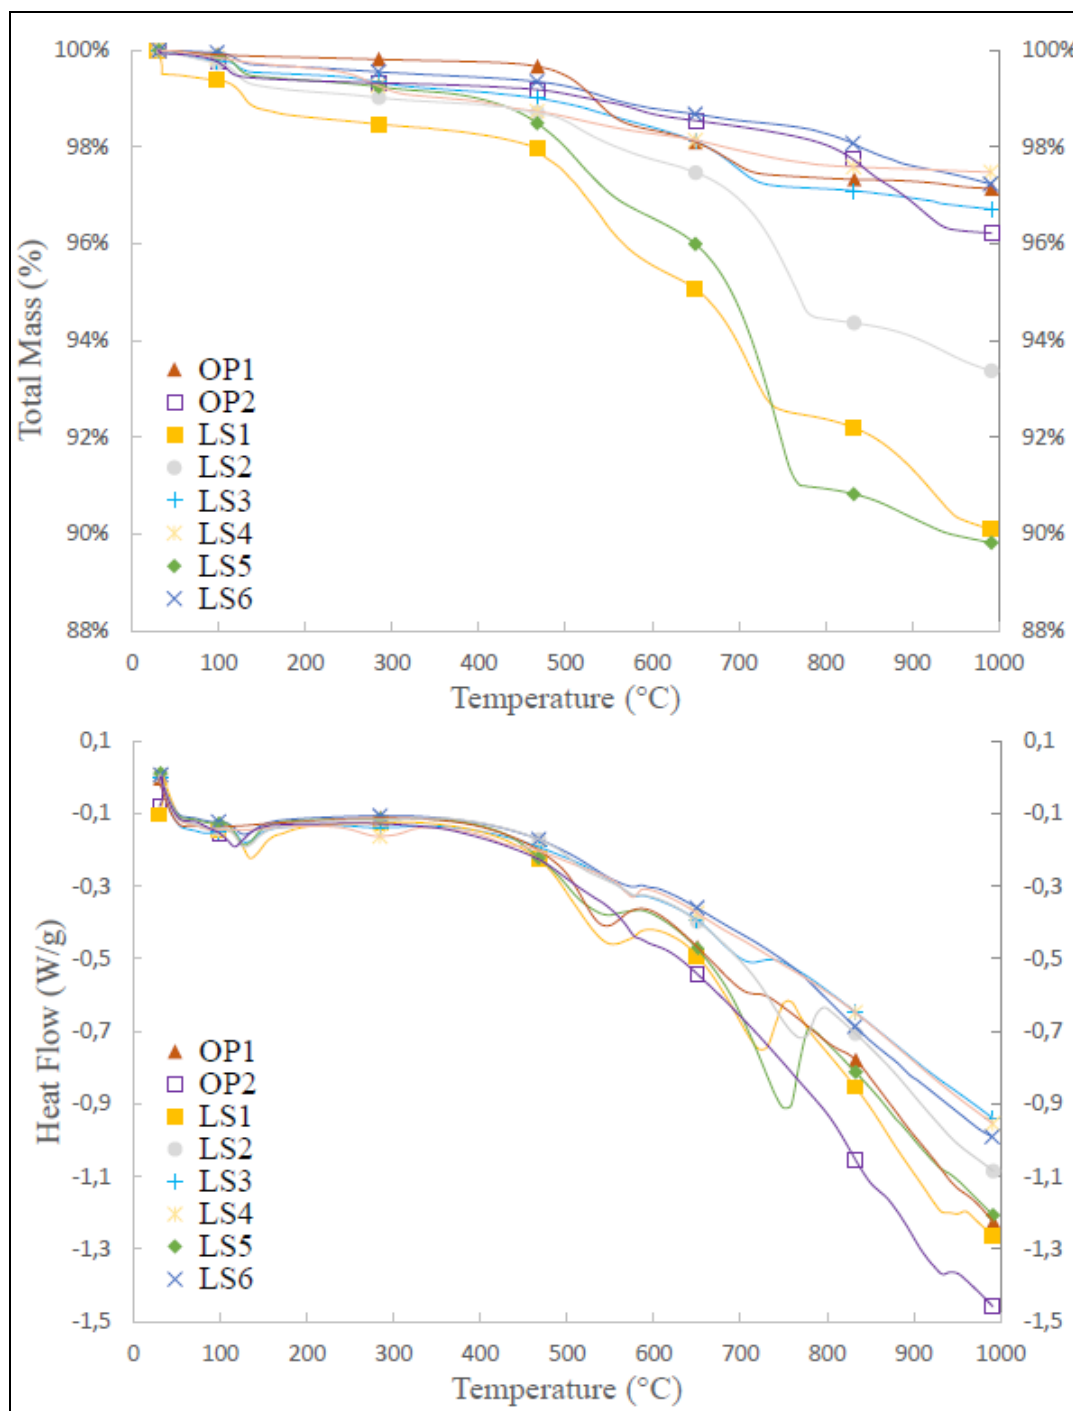 100% 100%
98% 98%
96% 96%
94% 94%
92% 92%
90% 90%
88% 88%
Total Mass (%)
OP1
OP2
LS1
LS2
LS3
LS4
LS5
LS6
0 100 200 300 400 500 600 700 800 900 1000
Temperature (°C)
0,1 0,1
-0,1 -0,1
-0,3 -0,3
-0,5 -0,5
-0,7 -0,7
-0,9 -0,9
-1,1 -1,1
-1,3 -1,3
-1,5 -1,5
Heat Flow (W/g)
OP1
OP2
LS1
LS2
LS3
LS4
LS5
LS6
0 100 200 300 400 500 600 700 800 900 1000
Temperature (°C)